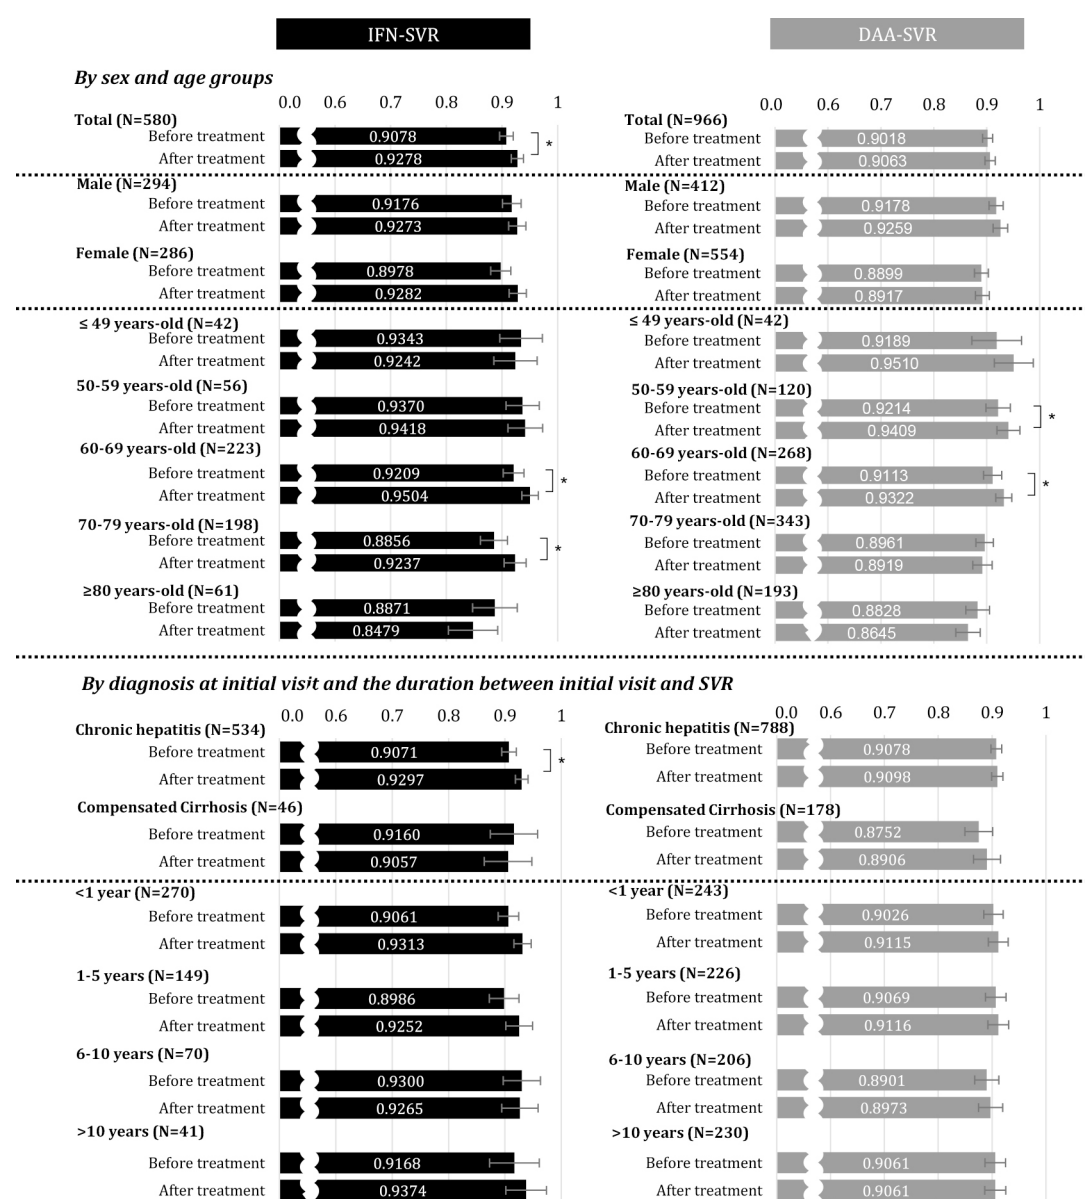 IFN-SVR DAA-SVR
By sex and age groups
0.0 0.6 0.7 0.8 0.9 1 0.0 0.6 0.7 0.8 0.9 1
Total (N=580) Total (N=966)
Before treatment 0.9078 * Before treatment 0.9018
After treatment 0.9278 After treatment 0.9063
Male (N=294) Male (N=412)
Before treatment 0.9176 Before treatment 0.9178
After treatment 0.9273 After treatment 0.9259
Female (N=286) Female (N=554)
Before treatment 0.8978 Before treatment 0.8899
After treatment 0.9282 After treatment 0.8917
≤ 49 years-old (N=42) ≤ 49 years-old (N=42)
Before treatment 0.9343 Before treatment 0.9189
After treatment 0.9242 After treatment 0.9510
50-59 years-old (N=56) 50-59 years-old (N=120)
Before treatment 0.9370 Before treatment 0.9214 *
After treatment 0.9418 After treatment 0.9409
60-69 years-old (N=223) 60-69 years-old (N=268)
Before treatment 0.9209 * Before treatment 0.9113 *
After treatment 0.9504 After treatment 0.9322
70-79 years-old (N=198) 70-79 years-old (N=343)
Before treatment 0.8856 * Before treatment 0.8961
After treatment 0.9237 After treatment 0.8919
≥80 years-old (N=61) ≥80 years-old (N=193)
Before treatment 0.8871 Before treatment 0.8828
After treatment 0.8479 After treatment 0.8645
By diagnosis at initial visit and the duration between initial visit and SVR
0.0 0.6 0.7 0.8 0.9 1 0.0 0.6 0.7 0.8 0.9 1
Chronic hepatitis (N=534) Chronic hepatitis (N=788)
Before treatment 0.9071 * Before treatment 0.9078
After treatment 0.9297 After treatment 0.9098
Compensated Cirrhosis (N=46) Compensated Cirrhosis (N=178)
Before treatment 0.9160 Before treatment 0.8752
After treatment 0.9057 After treatment 0.8906
<1 year (N=270) <1 year (N=243)
Before treatment 0.9061 Before treatment 0.9026
After treatment 0.9313 After treatment 0.9115
1-5 years (N=149) 1-5 years (N=226)
Before treatment 0.8986 Before treatment 0.9069
After treatment 0.9252 After treatment 0.9116
6-10 years (N=70) 6-10 years (N=206)
Before treatment 0.9300 Before treatment 0.8901
After treatment 0.9265 After treatment 0.8973
>10 years (N=41) >10 years (N=230)
Before treatment 0.9168 Before treatment 0.9061
After treatment 0.9374 After treatment 0.9061